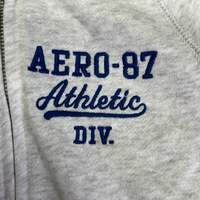 AERO-87
Athletic
DIV.